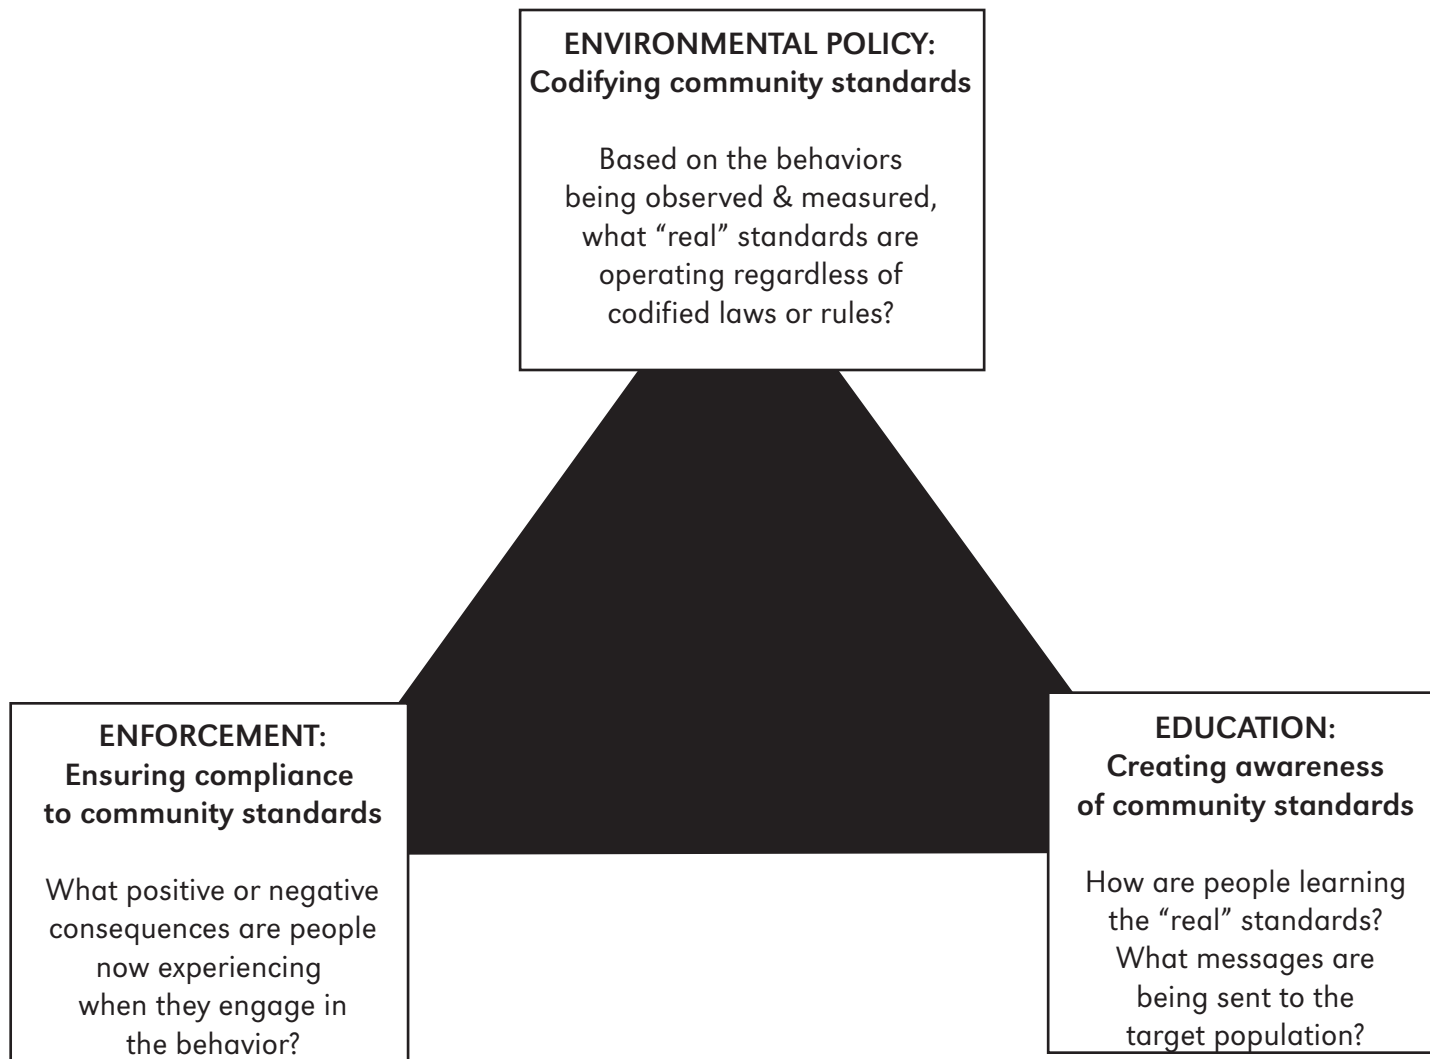 ENVIRONMENTAL POLICY:
Codifying community standards
Based on the behaviors
being observed & measured,
what “real” standards are
operating regardless of
codified laws or rules?
ENFORCEMENT:
Ensuring compliance
to community standards
What positive or negative
consequences are people
now experiencing
when they engage in
the behavior?
EDUCATION:
Creating awareness
of community standards
How are people learning
the “real” standards?
What messages are
being sent to the
target population?